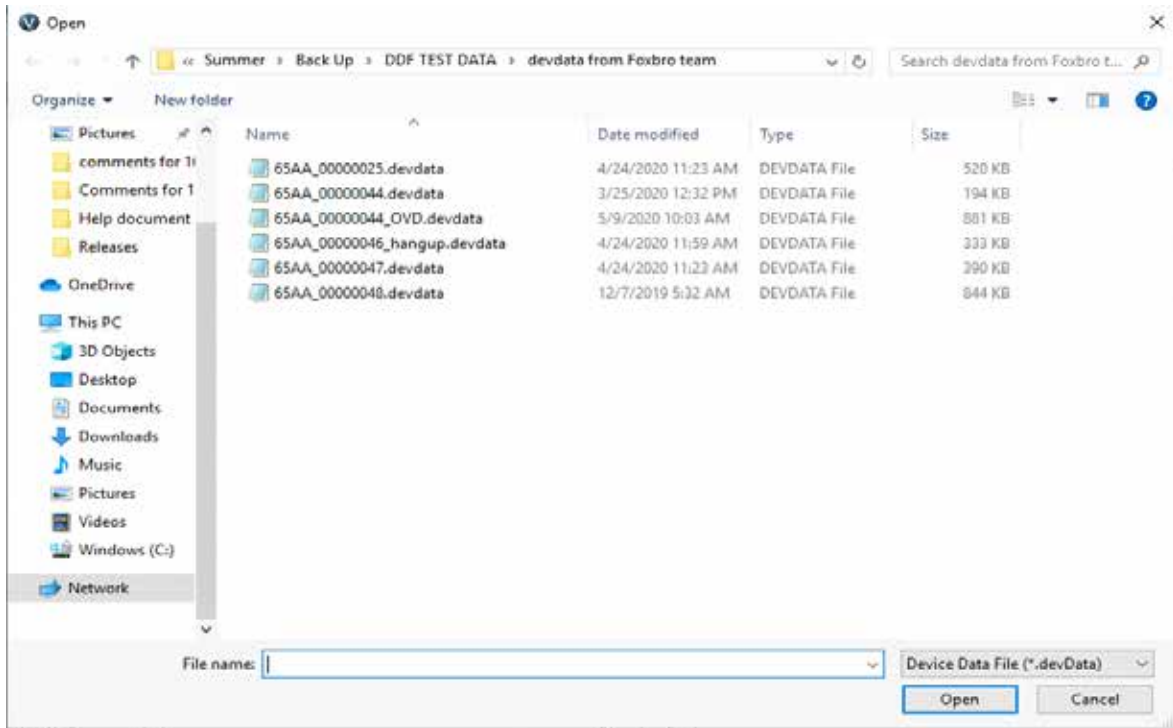 Open
« Summer › Back Up › DDF TEST DATA › devdata from Foxbro team
Search devdata from Foxbro t...
Organize
New folder
Name
Date modified
Type
Size
Pictures
comments for 1
Comments for 1
Help document
Releases
OneDrive
This PC
3D Objects
Desktop
Documents
Downloads
Music
Pictures
Videos
Windows (C:)
Network
65AA_00000025.devdata 4/24/2020 11:23 AM DEVDATA File 520 KB
65AA_00000044.devdata 3/25/2020 12:32 PM DEVDATA File 194 KB
65AA_00000044_OVD.devdata 5/9/2020 10:03 AM DEVDATA File 881 KB
65AA_00000046_hangup.devdata 4/24/2020 11:59 AM DEVDATA File 333 KB
65AA_00000047.devdata 4/24/2020 11:23 AM DEVDATA File 390 KB
65AA_00000048.devdata 12/7/2019 5:32 AM DEVDATA File 844 KB
File name:
Device Data File (*.devData)
Open
Cancel